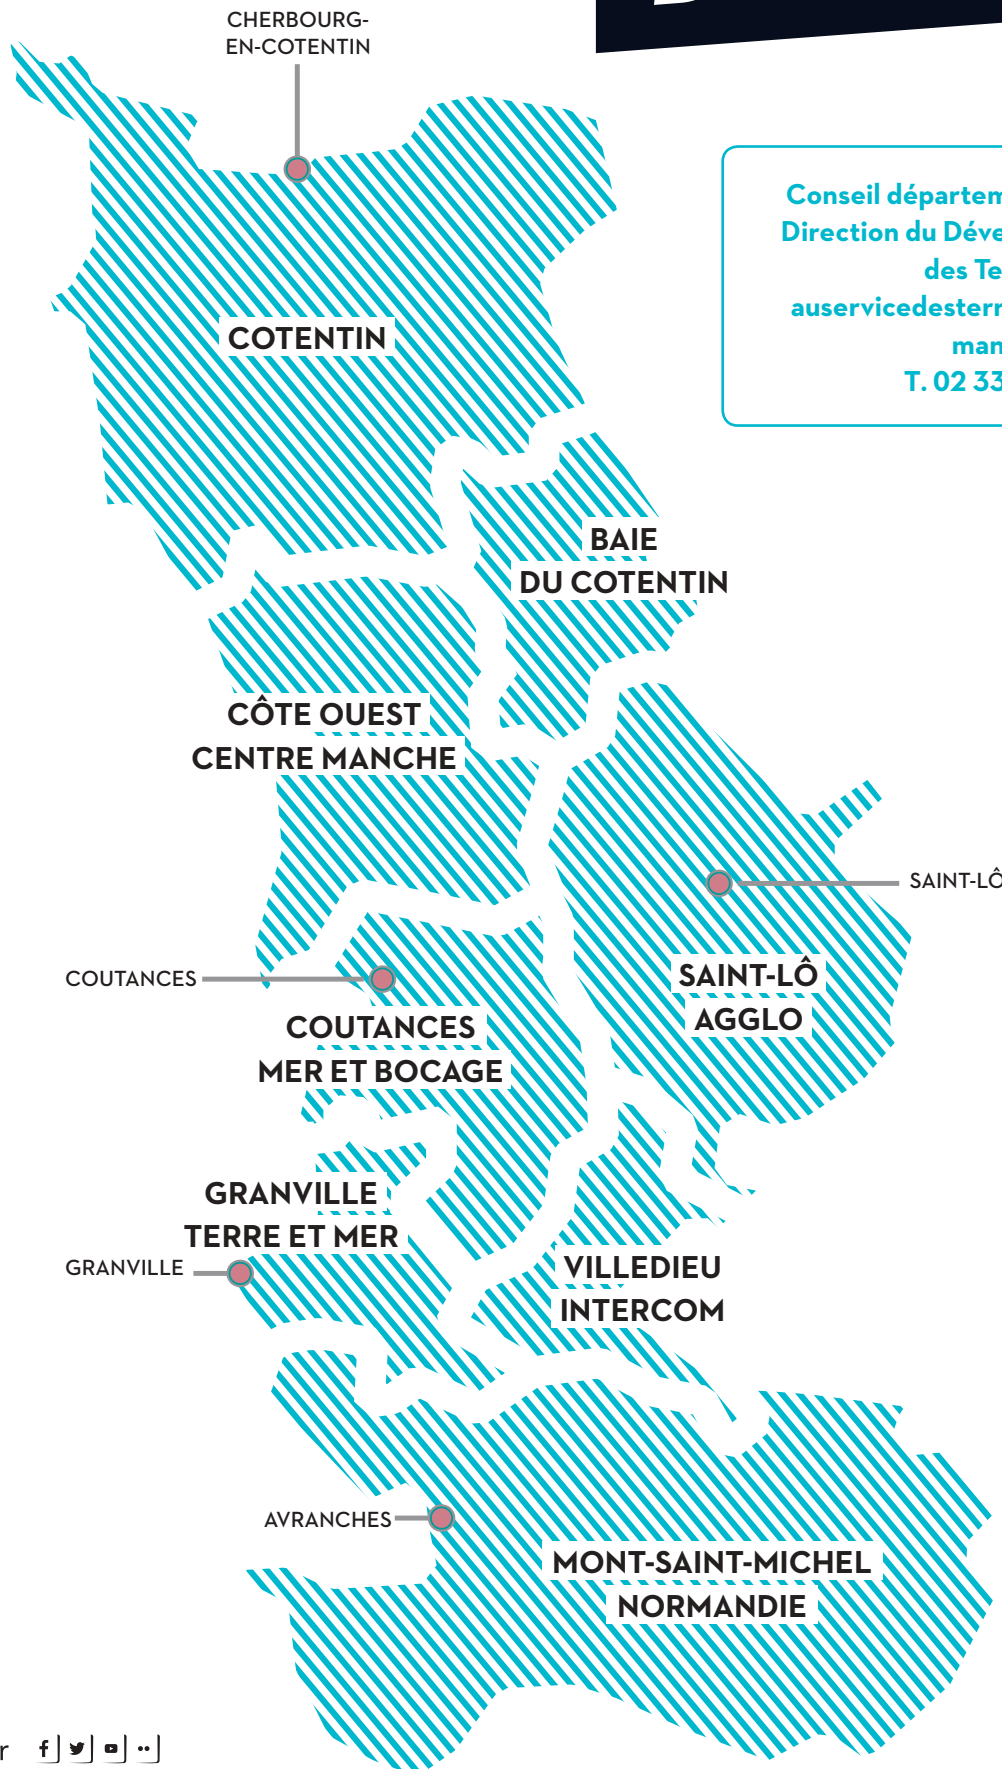 CHERBOURG-
EN-COTENTIN
Conseil départem
Direction du Déve
des Te
auservicedesterr
man
T. 02 33
COTENTIN
BAIE
DU COTENTIN
CÔTE OUEST
CENTRE MANCHE
SAINT-LÔ
COUTANCES
SAINT-LÔ
AGGLO
COUTANCES
MER ET BOCAGE
GRANVILLE
TERRE ET MER
GRANVILLE
VILLEDIEU
INTERCOM
AVRANCHES
MONT-SAINT-MICHEL
NORMANDIE
r